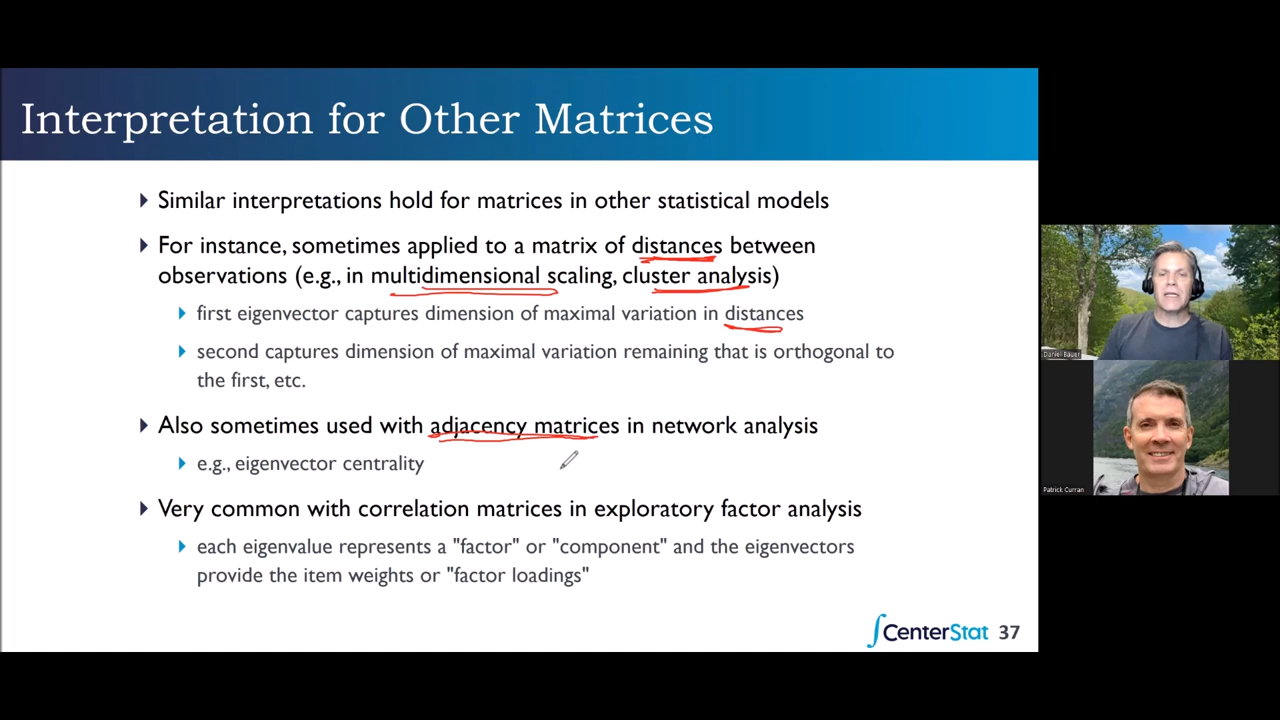 Interpretation for Other Matrices
Similar interpretations hold for matrices in other statistical models
For instance, sometimes applied to a matrix of distances between
observations (e.g., in multidimensional scaling, cluster analysis)
first eigenvector captures dimension of maximal variation in distances
second captures dimension of maximal variation remaining that is orthogonal to
the first, etc.
Also sometimes used with adjacency matrices in network analysis
e.g., eigenvector centrality
Very common with correlation matrices in exploratory factor analysis
each eigenvalue represents a "factor" or "component" and the eigenvectors
provide the item weights or "factor loadings"
CenterStat 37
Daniel Bauer
Patrick Curran